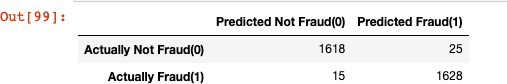 Out[99]:
Predicted Not Fraud(0) Predicted Fraud(1)
Actually Not Fraud(0) 1618 25
Actually Fraud(1) 15 1628